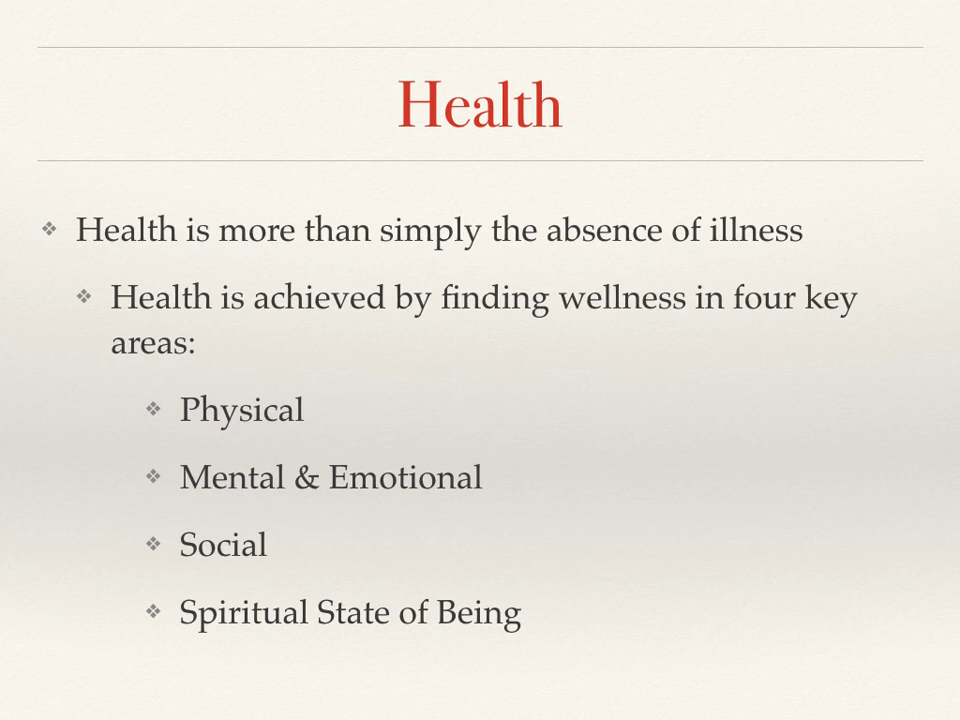 Health
❖ Health is more than simply the absence of illness
❖ Health is achieved by finding wellness in four key
areas:
❖ Physical
❖ Mental & Emotional
❖ Social
❖ Spiritual State of Being